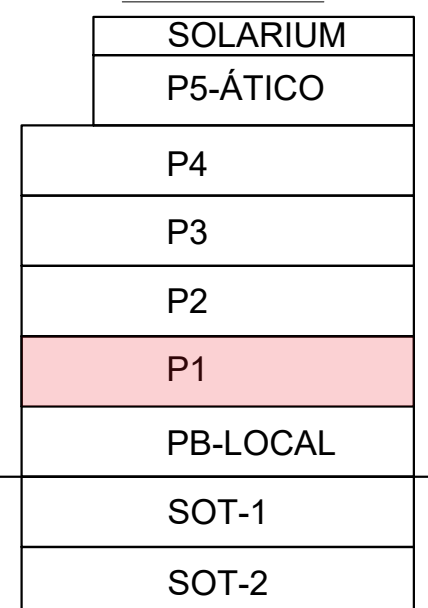 SOLARIUM
P5-ÁTICO
P4
P3
P2
P1
PB-LOCAL
SOT-1
SOT-2